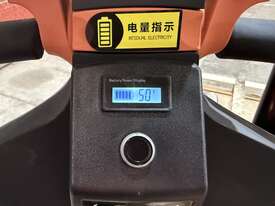 电量指示
RESIDUAL ELECTRICITY
Battery Power Display
50